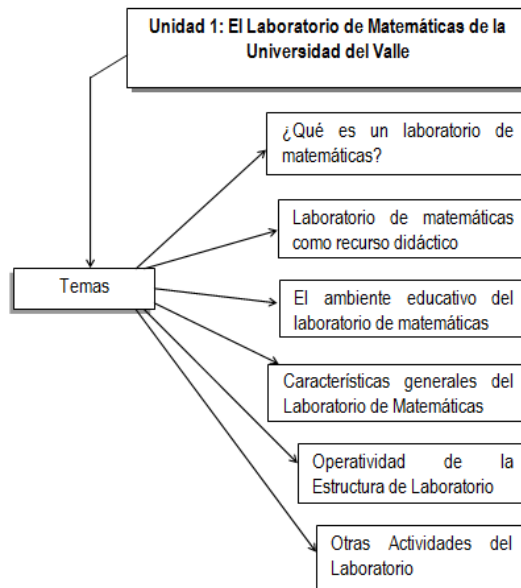 Unidad 1: El Laboratorio de Matemáticas de la
Universidad del Valle
¿Qué es un laboratorio de
matemáticas?
Laboratorio de matemáticas
como recurso didáctico
Temas
El ambiente educativo del
laboratorio de matemáticas
Características generales del
Laboratorio de Matemáticas
Operatividad de la
Estructura de Laboratorio
Otras Actividades del
Laboratorio